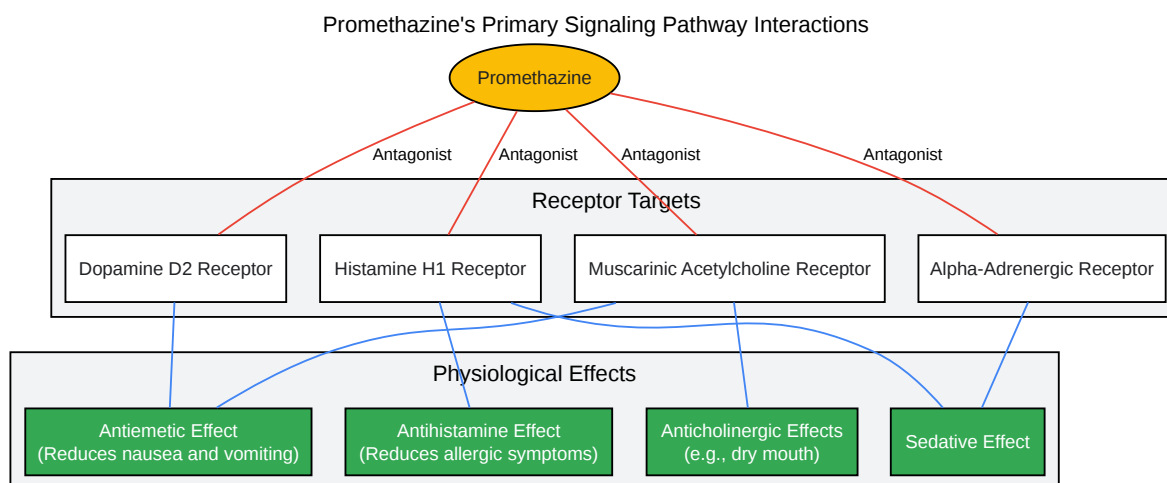 Promethazine's Primary Signaling Pathway Interactions
Promethazine
Antagonist
Antagonist
Antagonist
Antagonist
Receptor Targets
Dopamine D2 Receptor
Histamine H1 Receptor
Muscarinic Acetylcholine Receptor
Alpha-Adrenergic Receptor
Physiological Effects
Antiemetic Effect
(Reduces nausea and vomiting)
Antihistamine Effect
(Reduces allergic symptoms)
Anticholinergic Effects
(e.g., dry mouth)
Sedative Effect